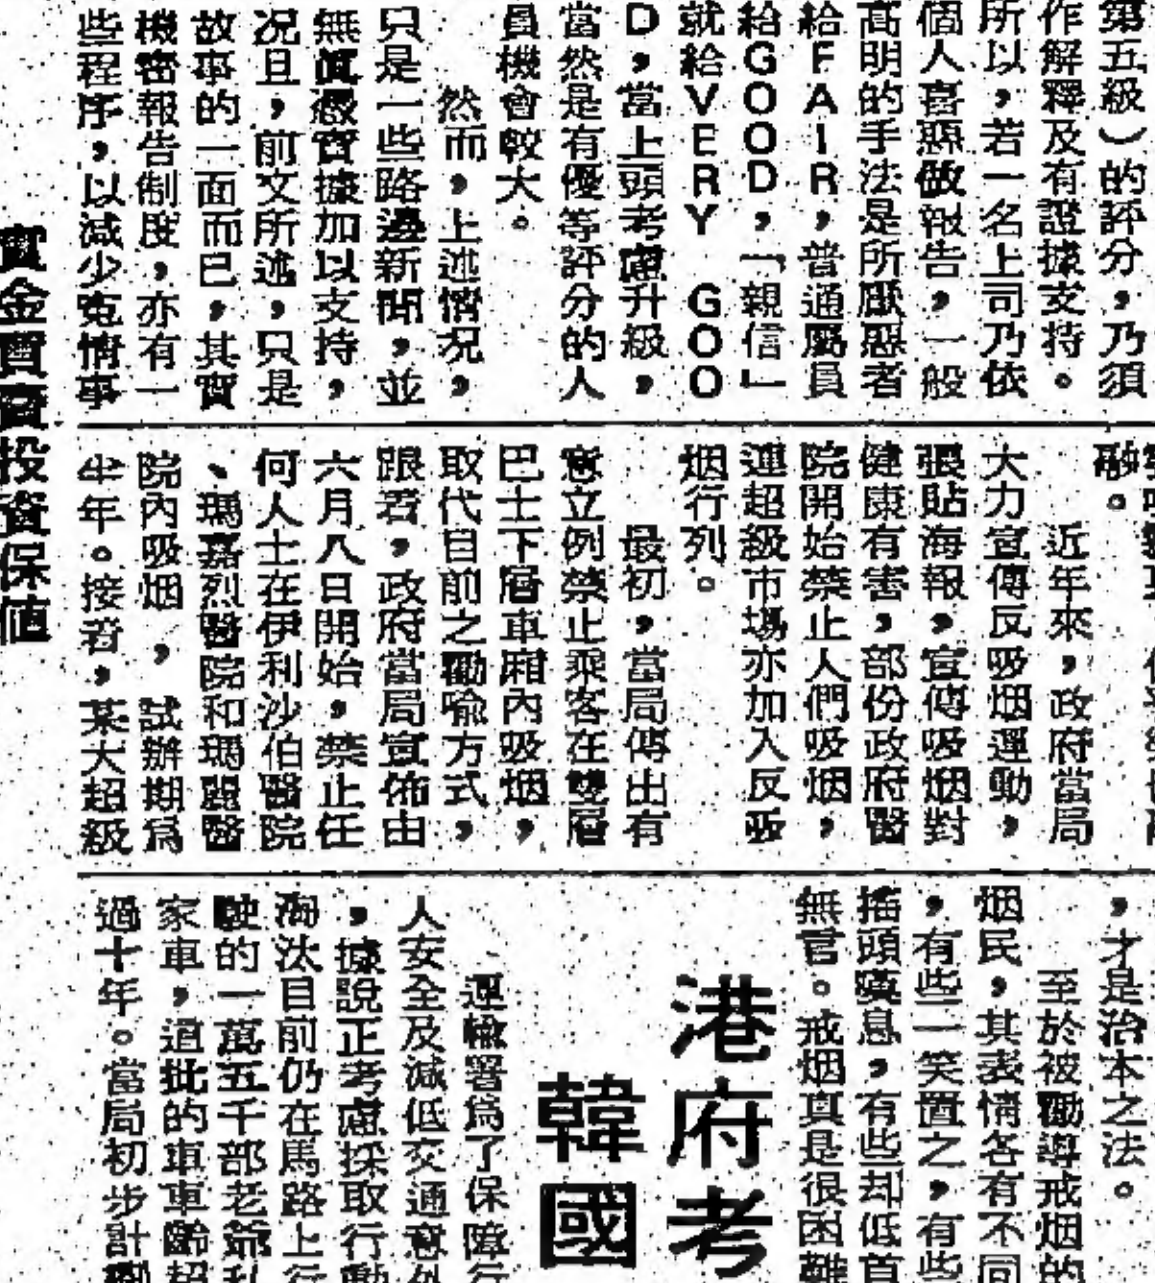 第五級）的評分，乃須
作解釋及有證據支持。
所以，若一名上司乃依
個人喜惡做報告，一般
高明的手法是所厭惡者
給FAIR，普通屬員
給GOOD，「親信」
就給VERY GOO
D，當上頭考慮升級，
當然是有優等評分的人
員機會較大。
然而，上述情況，
只是一些路邊新聞，並
無真憑實據加以支持，
況且，前文所述，只是
故事的一面而已，其實
機密報告制度，亦有一
些程序，以減少冤情事
融。
近年來，政府當局
大力宣傳反吸烟運動，
張貼海報，宣傳吸烟對
健康有害，部份政府醫
院開始禁止人們吸烟，
連超級市場亦加入反吸
烟行列。
最初，當局傳出有
意立例禁止乘客在雙層
巴士下層車廂內吸烟，
取代目前之勸喻方式，
跟着，政府當局宣佈由
六月八日開始，禁止任
何人士在伊利沙伯醫院
、瑪嘉烈醫院和瑪麗醫
院內吸烟，試辦期為
半年。接着，某大超級
，才是治本之法。
至於被勸導戒烟的
烟民，其表情各有不同
，有些一笑置之，有些
搖頭嘆息，有些却低首
無言。戒烟真是很困難
港府考
韓國
運輸署為了保障行
人安全及減低交通意外
，據說正考慮採取行動
淘汰目前仍在馬路上行
駛的一萬五千部老爺私
家車，這批的車車齡超
過十年。當局初步計劃
金
投資保值